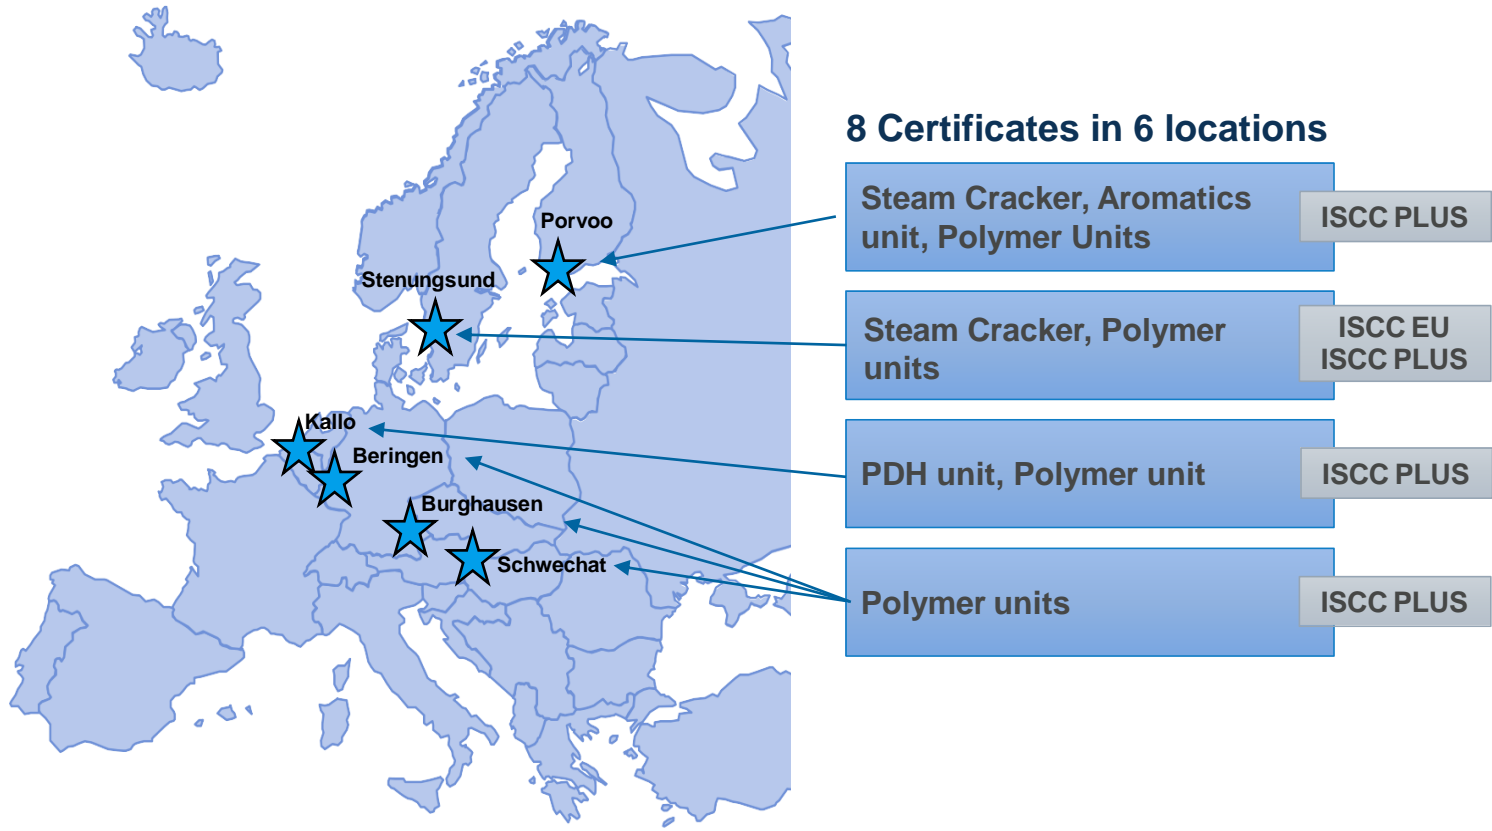 8 Certificates in 6 locations
Steam Cracker, Aromatics
unit, Polymer Units
ISCC PLUS
Porvoo
Stenungsund
Steam Cracker, Polymer
units
ISCC EU
ISCC PLUS
Kallo
Beringen
PDH unit, Polymer unit
ISCC PLUS
Burghausen
Schwechat
Polymer units
ISCC PLUS